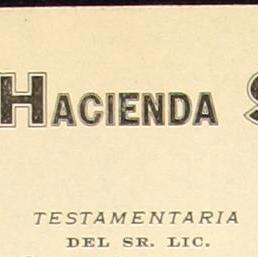 HACIENDA S
TESTAMENTARIA
DEL SR. LIC.